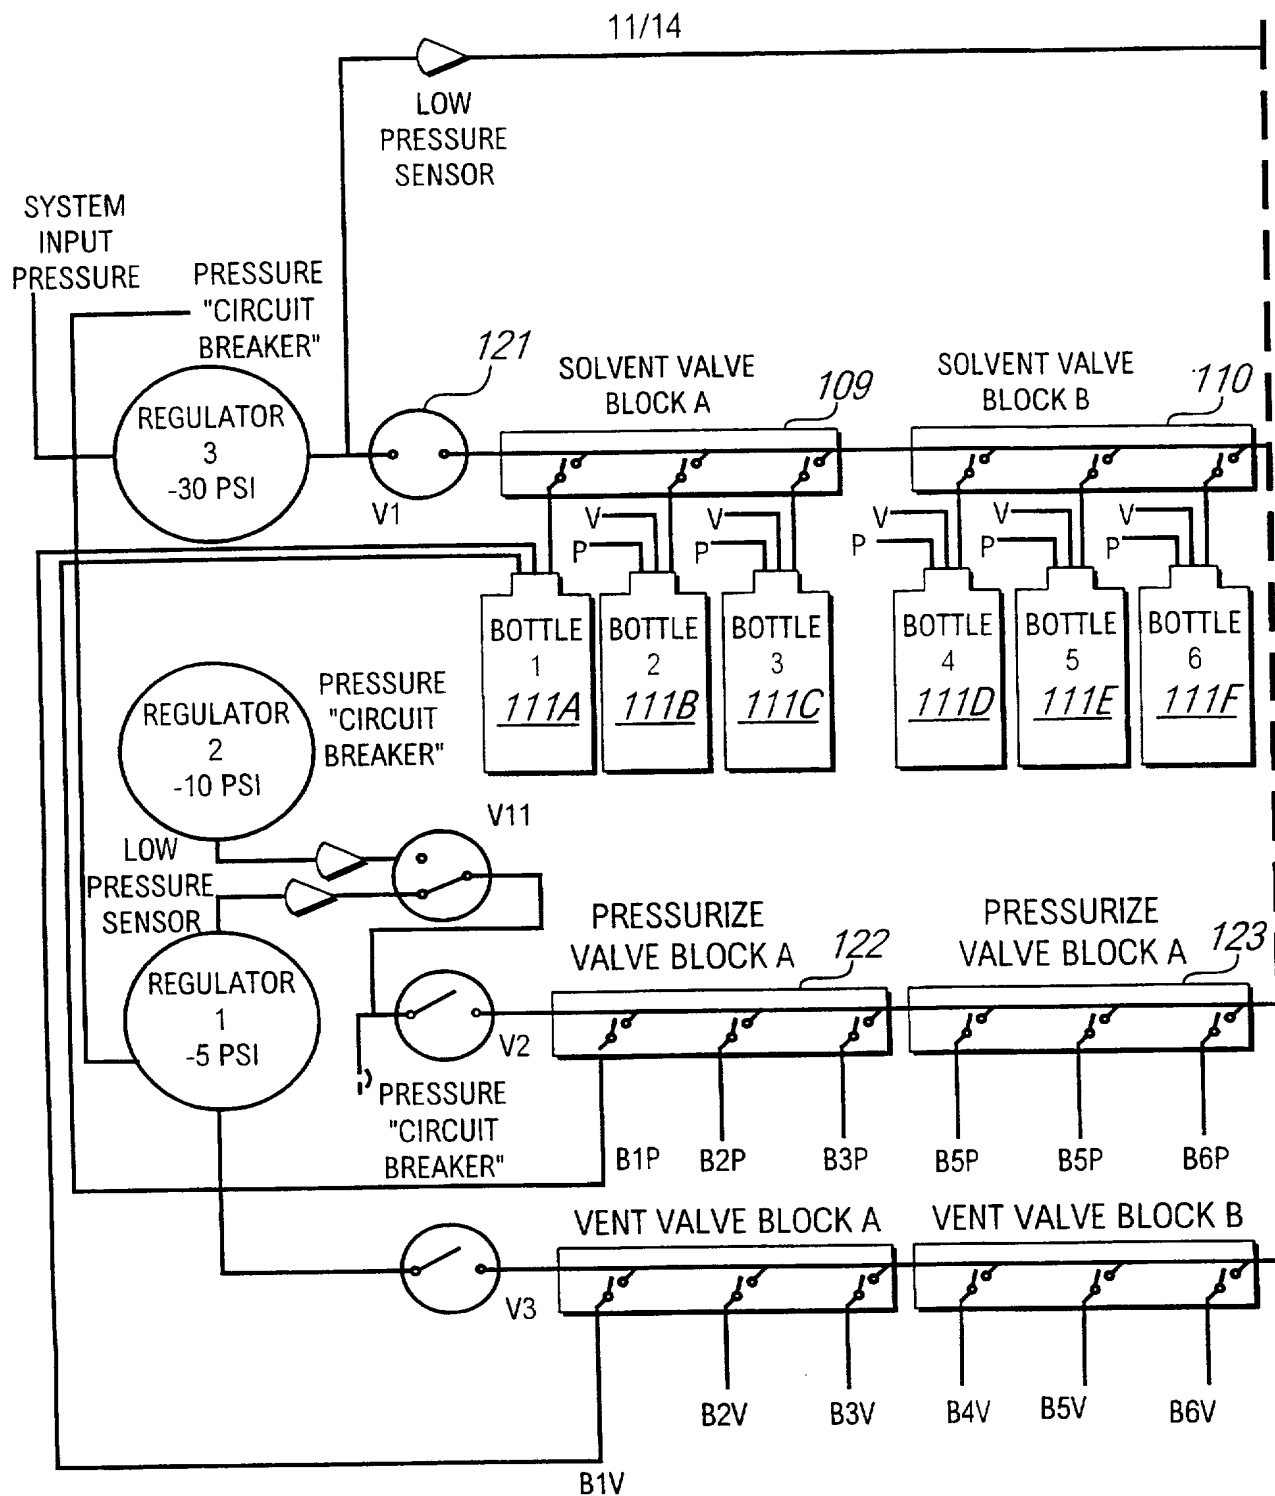 11/14
LOW
PRESSURE
SENSOR
SYSTEM
INPUT
PRESSURE
PRESSURE
"CIRCUIT
BREAKER"
REGULATOR
3
-30 PSI
121
V1
SOLVENT VALVE
BLOCK A
109
SOLVENT VALVE
BLOCK B
110
V
P
V
P
V
P
V
P
V
P
BOTTLE
1
111A
BOTTLE
2
111B
BOTTLE
3
111C
BOTTLE
4
111D
BOTTLE
5
111E
BOTTLE
6
111F
REGULATOR
2
-10 PSI
PRESSURE
"CIRCUIT
BREAKER"
V11
LOW
PRESSURE
SENSOR
REGULATOR
1
-5 PSI
V2
PRESSURE
"CIRCUIT
BREAKER"
PRESSURIZE
VALVE BLOCK A
122
PRESSURIZE
VALVE BLOCK A
123
B1P
B2P
B3P
B5P
B5P
B6P
V3
VENT VALVE BLOCK A
VENT VALVE BLOCK B
B2V
B3V
B4V
B5V
B6V
B1V